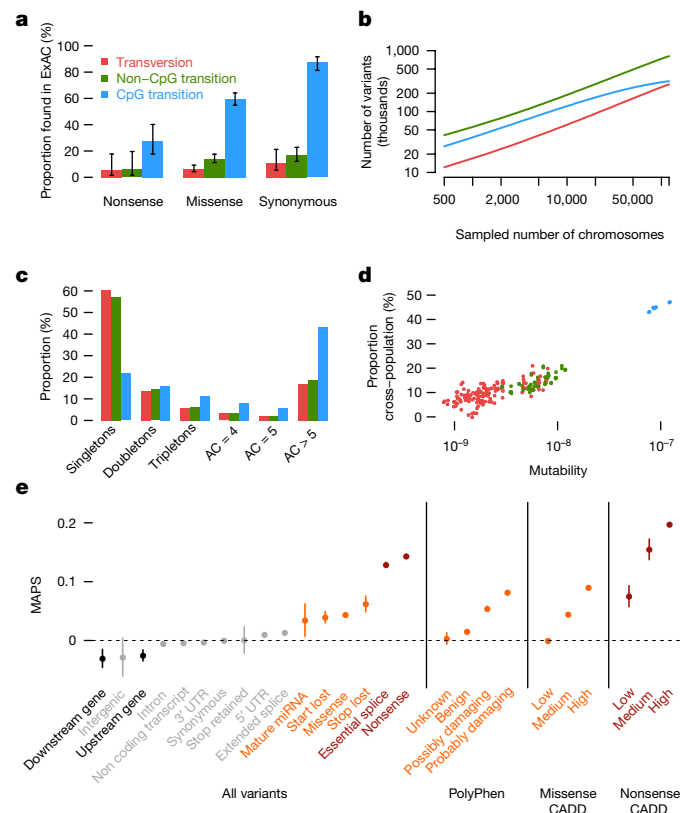 a
Proportion found in ExAC (%)
100
80
60
40
20
0
Transversion
Non−CpG transition
CpG transition
Nonsense
Missense
Synonymous
b
Number of variants
(thousands)
1,000
500
200
100
50
20
10
500
2,000
10,000
50,000
Sampled number of chromosomes
c
Proportion (%)
60
50
40
30
20
10
0
Singletons
Doubletons
Tripletons
AC = 4
AC = 5
AC > 5
d
Proportion
cross-population (%)
50
40
30
20
10
0
10−9
10−8
10−7
Mutability
e
MAPS
0.2
0.1
0
Downstream gene
Intergenic
Upstream gene
Intron
Non coding transcript
3′ UTR
Synonymous
Stop retained
5′ UTR
Extended splice
Mature miRNA
Start lost
Missense
Stop lost
Essential splice
Nonsense
Unknown
Benign
Possibly damaging
Probably damaging
Low
Medium
High
Low
Medium
High
All variants
PolyPhen
Missense
CADD
Nonsense
CADD